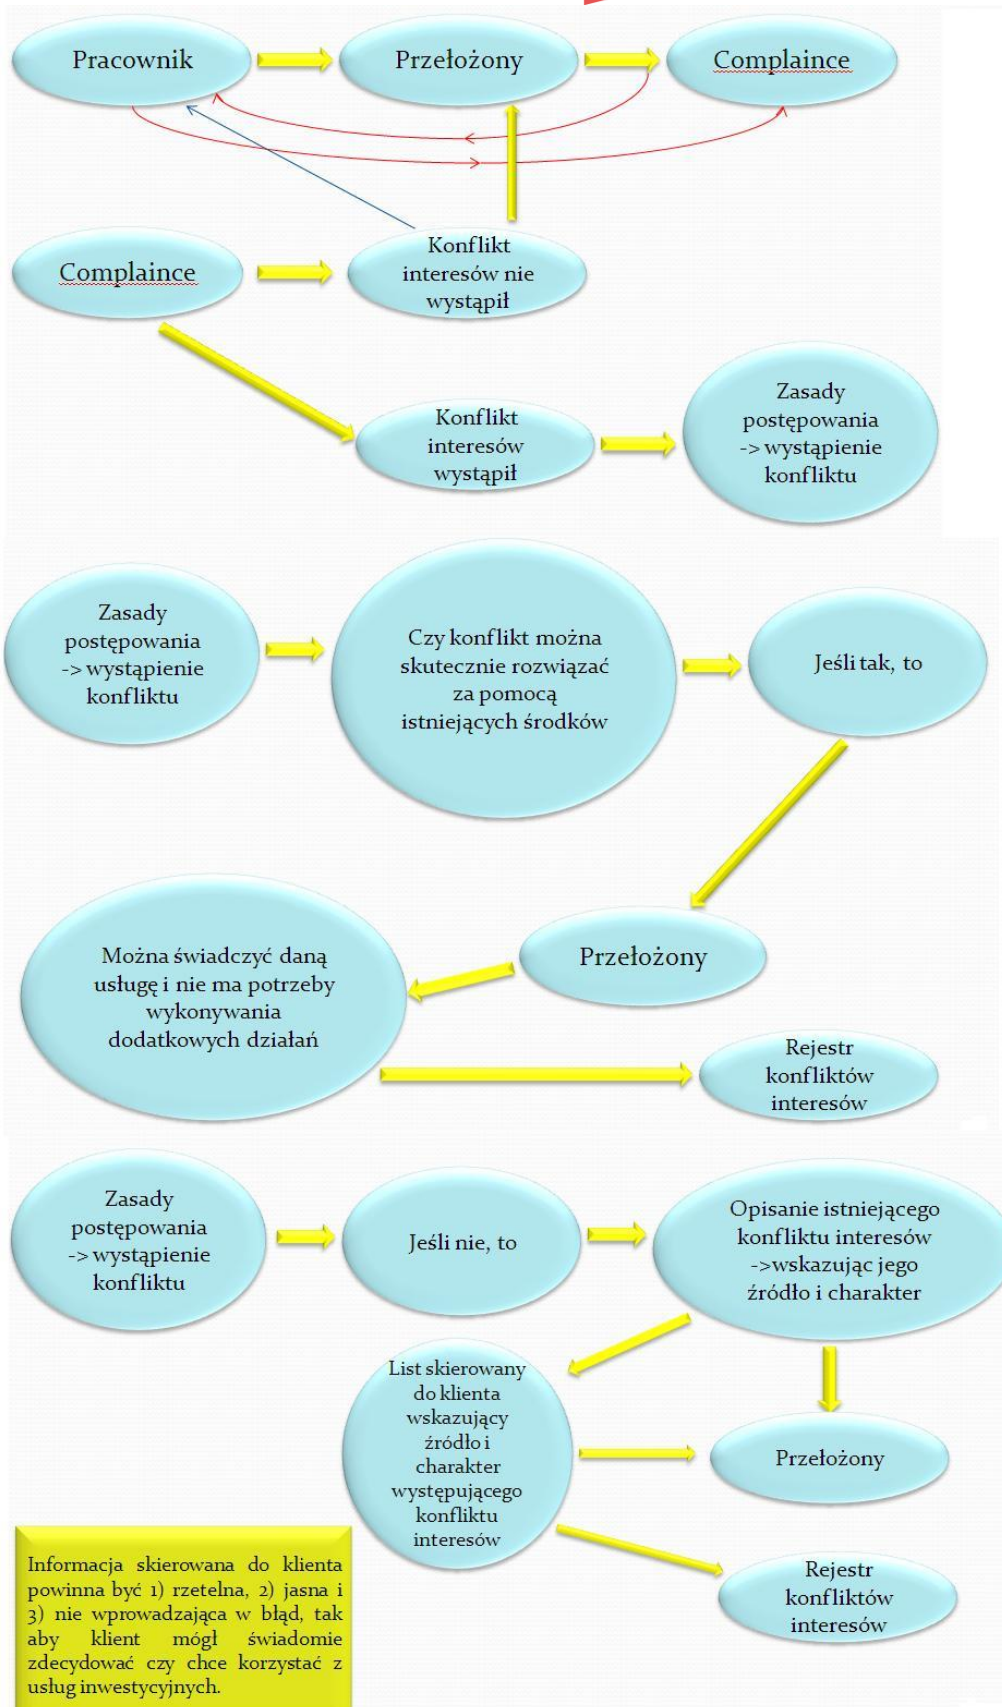 Pracownik
Przełożony
Complaince
Complaince
Konflikt
interesów nie
wystąpił
Konflikt
interesów
wystąpił
Zasady
postępowania
-> wystąpienie
konfliktu
Zasady
postępowania
-> wystąpienie
konfliktu
Czy konflikt można
skutecznie rozwiązać
za pomocą
istniejących środków
Jeśli tak, to
Przełożony
Można świadczyć daną
usługę i nie ma potrzeby
wykonywania
dodatkowych działań
Rejestr
konfliktów
interesów
Zasady
postępowania
-> wystąpienie
konfliktu
Jeśli nie, to
Opisanie istniejącego
konfliktu interesów
->wskazując jego
źródło i charakter
List skierowany
do klienta
wskazujący
źródło i
charakter
występującego
konfliktu
interesów
Przełożony
Rejestr
konfliktów
interesów
Informacja skierowana do klienta
powinna być 1) rzetelna, 2) jasna i
3) nie wprowadzająca w błąd, tak
aby klient mógł świadomie
zdecydować czy chce korzystać z
usług inwestycyjnych.